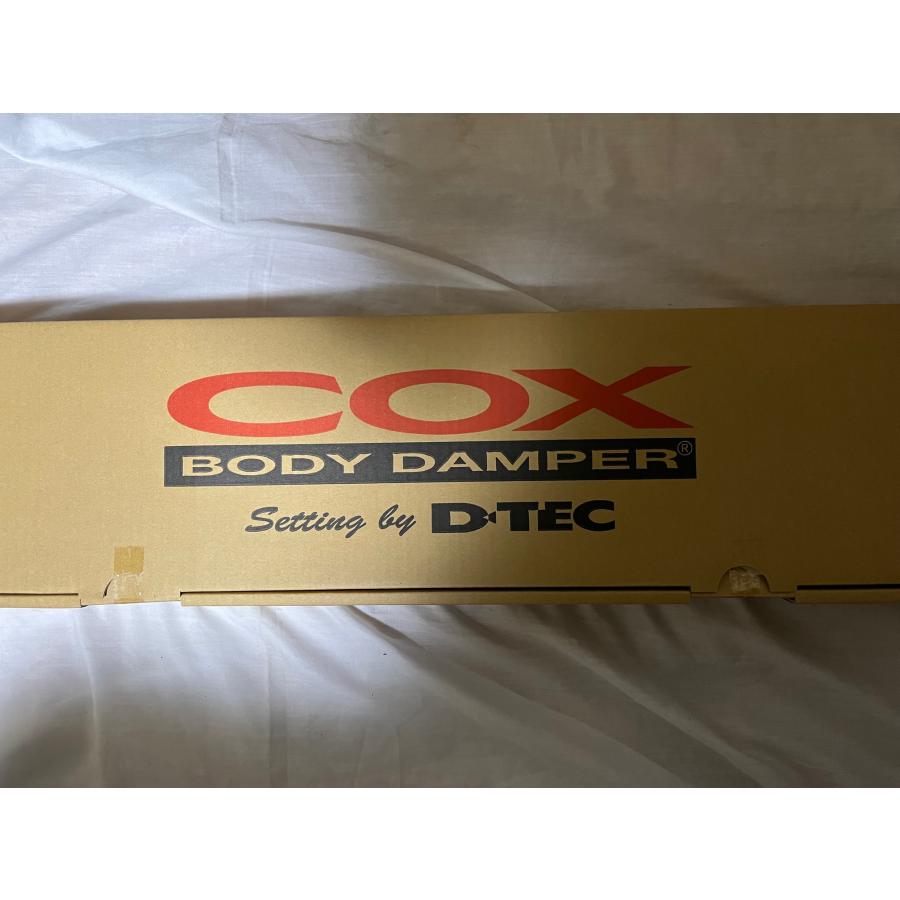 COX
BODY DAMPER®
Setting by D-TEC